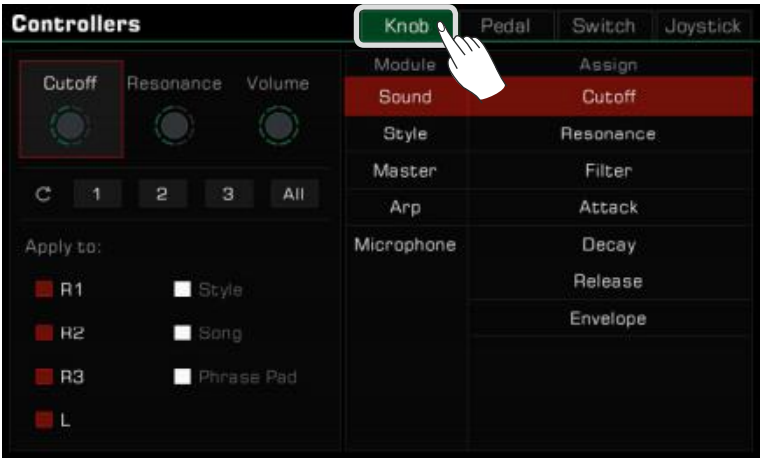 Controllers
Knob Pedal Switch Joystick
Cutoff Resonance Volume
C 1 2 3 All
Apply to:
R1 Style
R2 Song
R3 Phrase Pad
L
Module Assign
Sound Cutoff
Style Resonance
Master Filter
Arp Attack
Microphone Decay
Release
Envelope